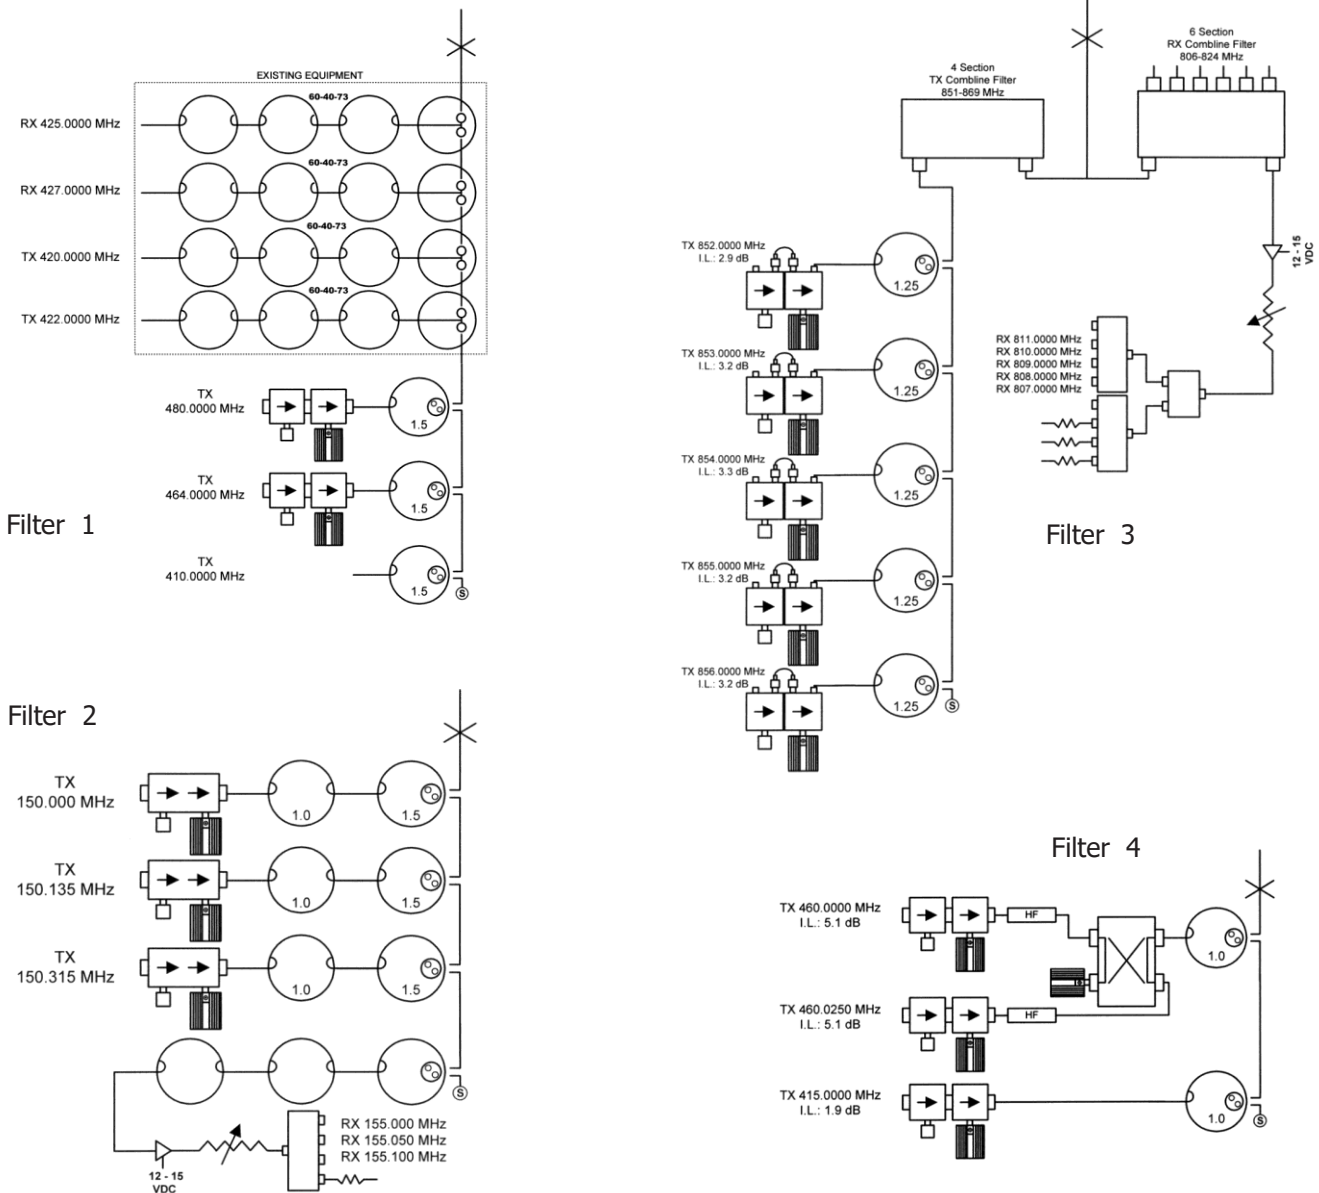 EXISTING EQUIPMENT
60-40-73
RX 425.0000 MHz
60-40-73
RX 427.0000 MHz
60-40-73
TX 420.0000 MHz
60-40-73
TX 422.0000 MHz
TX
480.0000 MHz
1.5
TX
464.0000 MHz
1.5
Filter 1
TX
410.0000 MHz
1.5
S
Filter 2
TX
150.000 MHz
1.0
1.5
TX
150.135 MHz
1.0
1.5
TX
150.315 MHz
1.0
1.5
S
RX 155.000 MHz
RX 155.050 MHz
RX 155.100 MHz
12 - 15
VDC
4 Section
TX Combline Filter
851-869 MHz
6 Section
RX Combline Filter
806-824 MHz
12 - 15
VDC
RX 811.0000 MHz
RX 810.0000 MHz
RX 809.0000 MHz
RX 808.0000 MHz
RX 807.0000 MHz
TX 852.0000 MHz
I.L.: 2.9 dB
1.25
TX 853.0000 MHz
I.L.: 3.2 dB
1.25
TX 854.0000 MHz
I.L.: 3.3 dB
1.25
TX 855.0000 MHz
I.L.: 3.2 dB
1.25
TX 856.0000 MHz
I.L.: 3.2 dB
1.25
S
Filter 3
Filter 4
TX 460.0000 MHz
I.L.: 5.1 dB
HF
1.0
TX 460.0250 MHz
I.L.: 5.1 dB
HF
TX 415.0000 MHz
I.L.: 1.9 dB
1.0
S